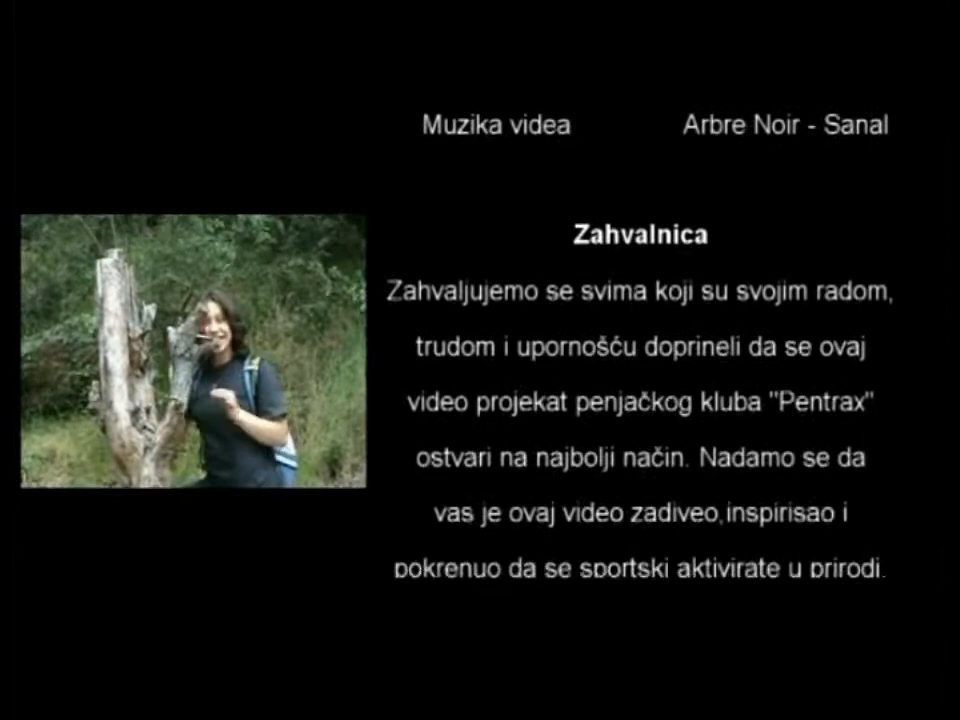 Muzika videa Arbre Noir - Sanal
Zahvalnica
Zahvaljujemo se svima koji su svojim radom,
trudom i upornošću doprineli da se ovaj
video projekat penjačkog kluba "Pentrax"
ostvari na najbolji način. Nadamo se da
vas je ovaj video zadiveo,inspirisao i
pokrenuo da se sportski aktivirate u prirodi.